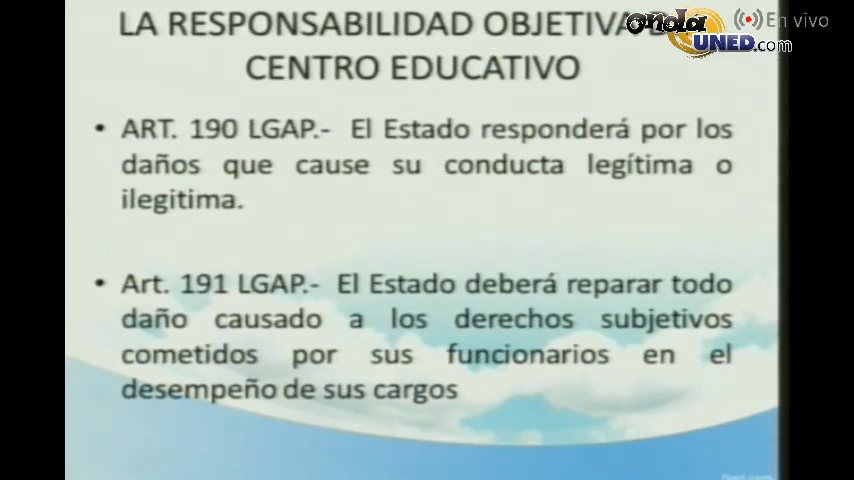 LA RESPONSABILIDAD OBJETIVA
CENTRO EDUCATIVO
onda
UNED.com
En vivo
• ART. 190 LGAP.- El Estado responderá por los
daños que cause su conducta legítima o
ilegitima.
• Art. 191 LGAP.- El Estado deberá reparar todo
daño causado a los derechos subjetivos
cometidos por sus funcionarios en el
desempeño de sus cargos